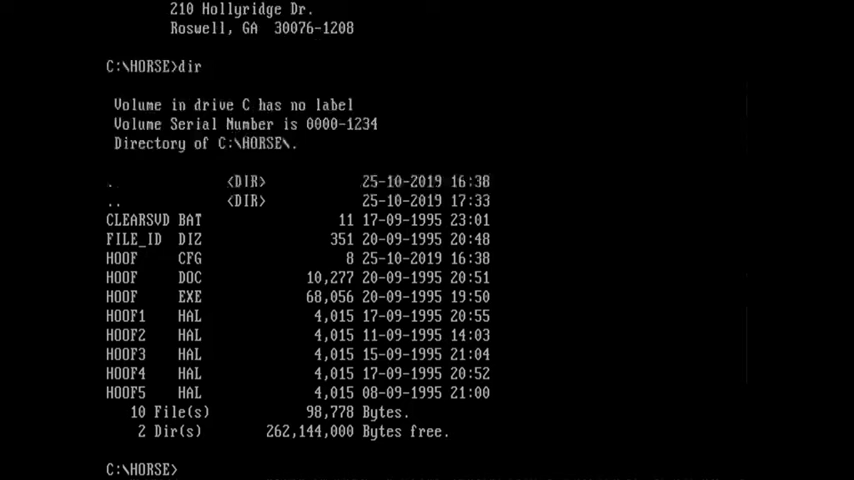 210 Hollyridge Dr.
Roswell, GA  30076-1208
C:\HORSE>dir
Volume in drive C has no label
Volume Serial Number is 0000-1234
Directory of C:\HORSE\.
.              <DIR>            25-10-2019 16:38
..             <DIR>            25-10-2019 17:33
CLEARSVD BAT                 11 17-09-1995 23:01
FILE_ID  DIZ                351 20-09-1995 20:48
HOOF     CFG                  8 25-10-2019 16:38
HOOF     DOC             10,277 20-09-1995 20:51
HOOF     EXE             68,056 20-09-1995 19:50
HOOF1    HAL              4,015 17-09-1995 20:55
HOOF2    HAL              4,015 11-09-1995 14:03
HOOF3    HAL              4,015 15-09-1995 21:04
HOOF4    HAL              4,015 17-09-1995 20:52
HOOF5    HAL              4,015 08-09-1995 21:00
10 File(s)            98,778 Bytes.
2 Dir(s)        262,144,000 Bytes free.
C:\HORSE>